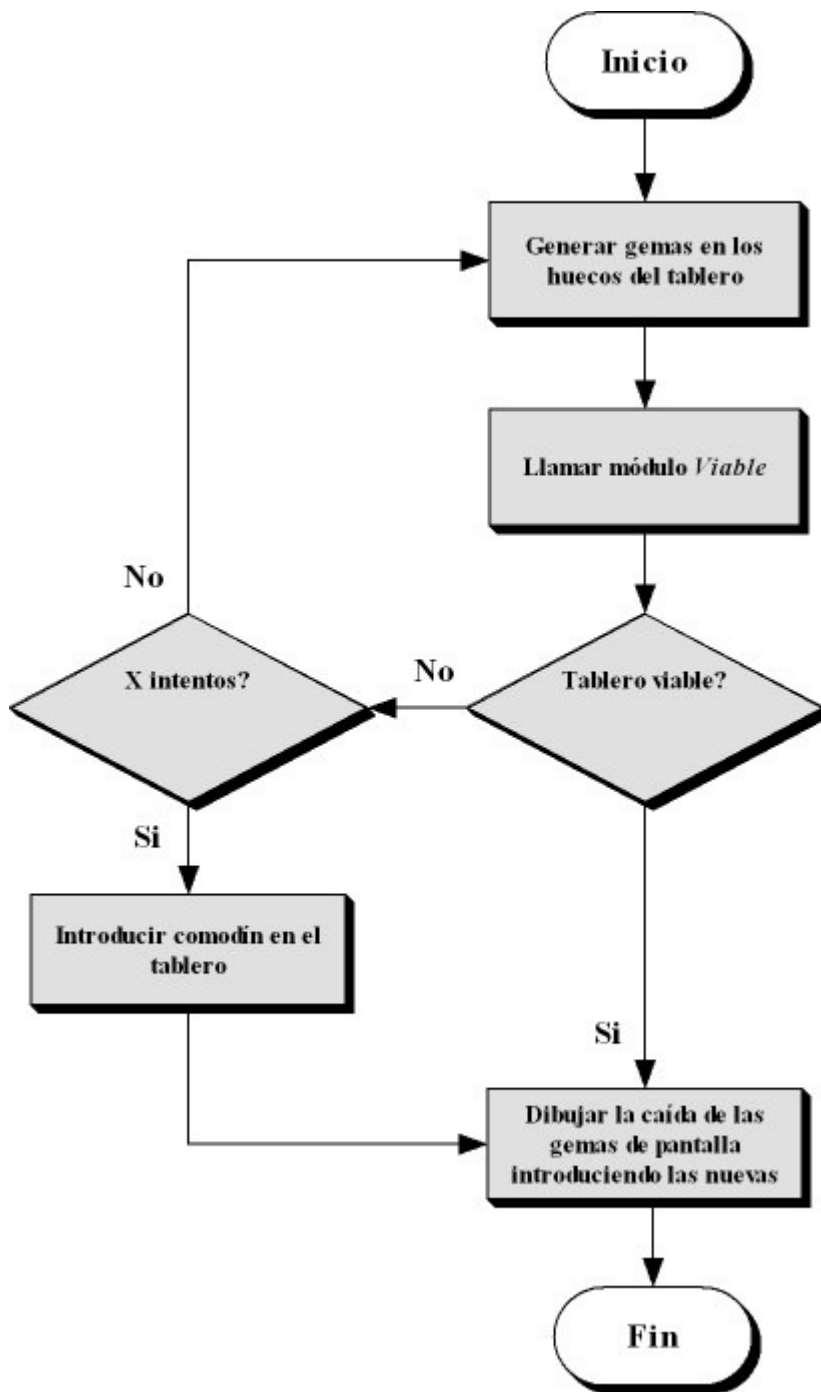 Inicio
Generar gemas en los
huecos del tablero
Llamar módulo Viable
No
X intentos?
No
Tablero viable?
Si
Introducir comodín en el
tablero
Si
Dibujar la caída de las
gemas de pantalla
introduciendo las nuevas
Fin